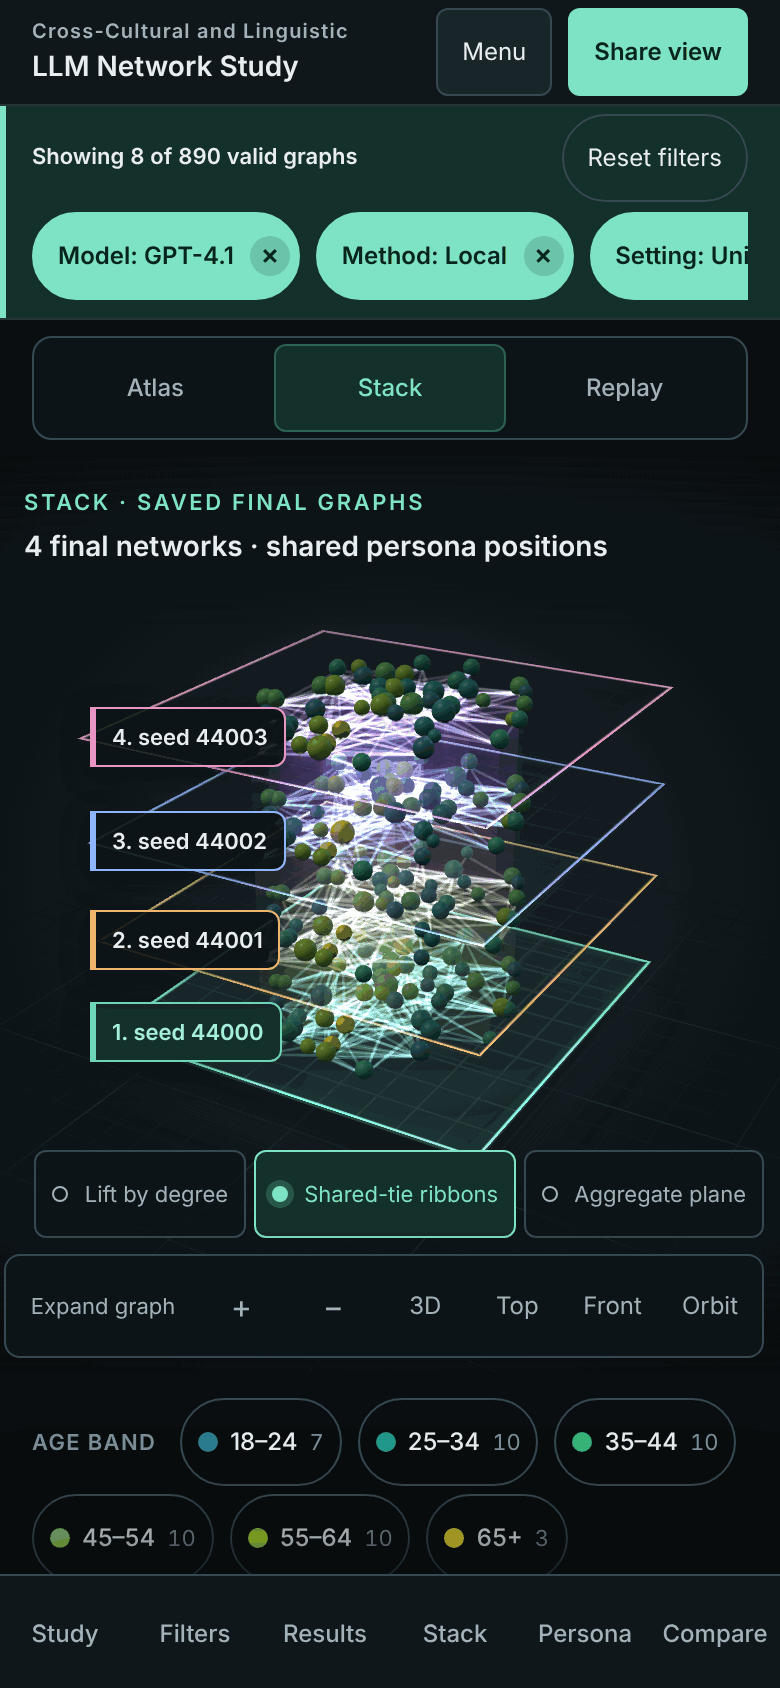 Cross-Cultural and Linguistic
LLM Network Study
Menu
Share view
Showing 8 of 890 valid graphs
Reset filters
Model: GPT-4.1 ×
Method: Local ×
Setting: Uni
Atlas
Stack
Replay
STACK · SAVED FINAL GRAPHS
4 final networks · shared persona positions
4. seed 44003
3. seed 44002
2. seed 44001
1. seed 44000
Lift by degree
Shared-tie ribbons
Aggregate plane
Expand graph
+
−
3D
Top
Front
Orbit
AGE BAND
18–24 7
25–34 10
35–44 10
45–54 10
55–64 10
65+ 3
Study
Filters
Results
Stack
Persona
Compare